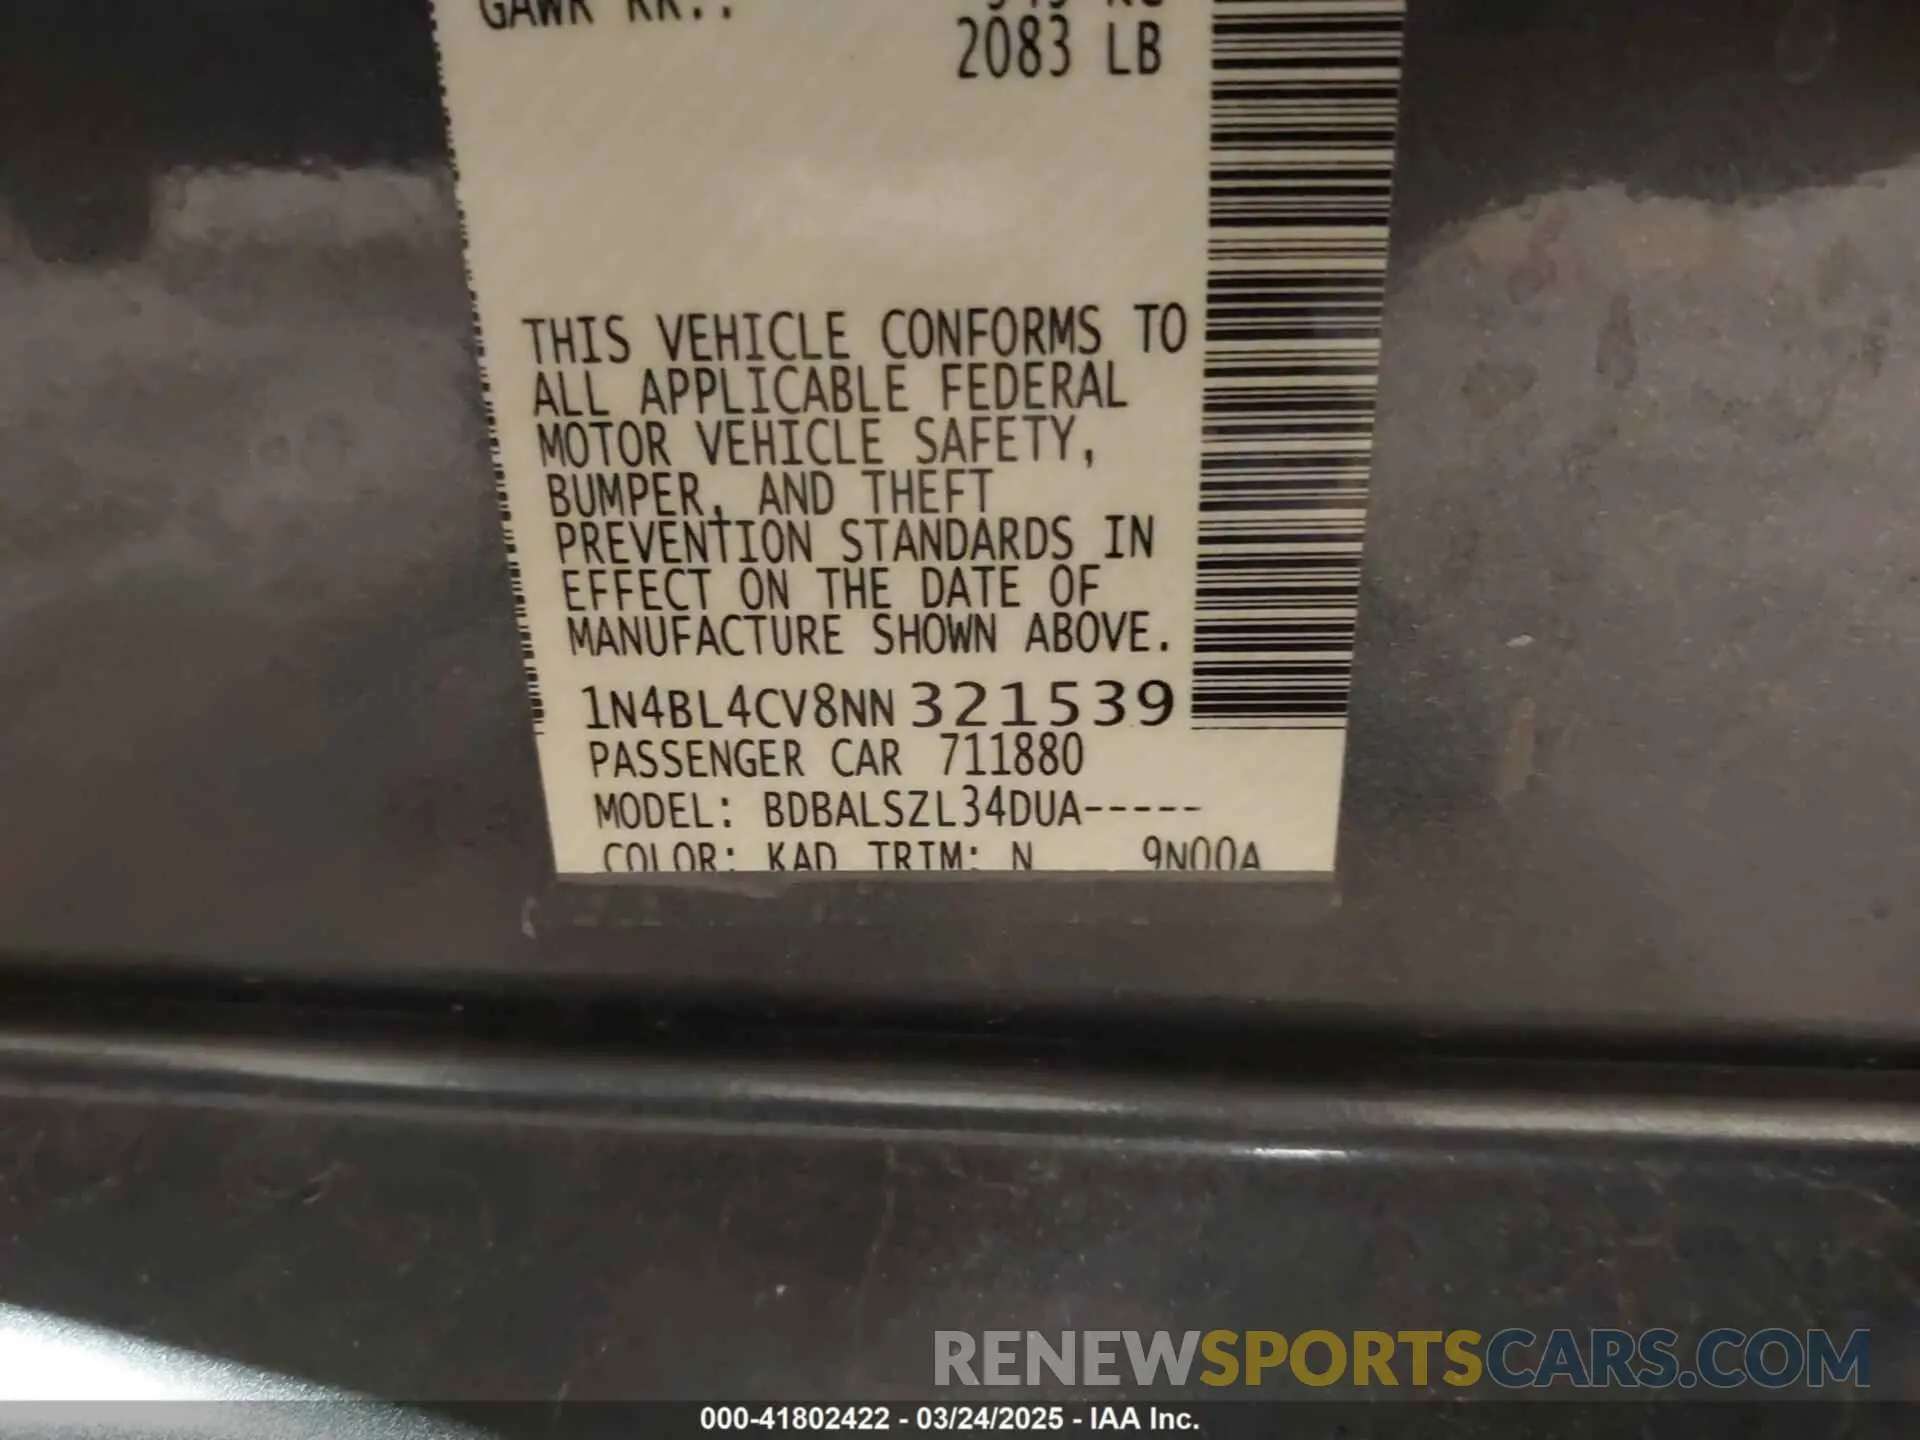 GAWR RR.:
2083 LB
THIS VEHICLE CONFORMS TO
ALL APPLICABLE FEDERAL
MOTOR VEHICLE SAFETY,
BUMPER, AND THEFT
PREVENTION STANDARDS IN
EFFECT ON THE DATE OF
MANUFACTURE SHOWN ABOVE.
1N4BL4CV8NN321539
PASSENGER CAR 711880
MODEL: BDBALSZL34DUA-----
COLOR: KAD TRIM: N 9N00A
RENEWSPORTSCARS.COM
000-41802422 - 03/24/2025 - IAA Inc.